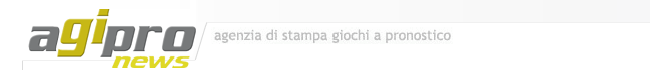 agipro
news
agenzia di stampa giochi a pronostico